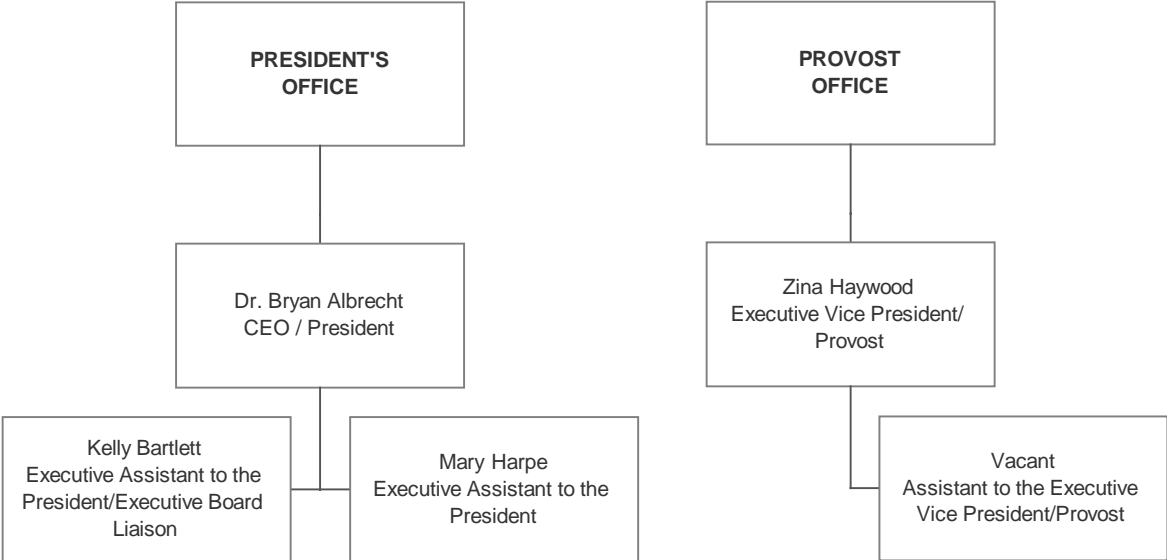 PRESIDENT'S
OFFICE
PROVOST
OFFICE
Dr. Bryan Albrecht
CEO / President
Zina Haywood
Executive Vice President/
Provost
Kelly Bartlett
Executive Assistant to the
President/Executive Board
Liaison
Mary Harpe
Executive Assistant to the
President
Vacant
Assistant to the Executive
Vice President/Provost